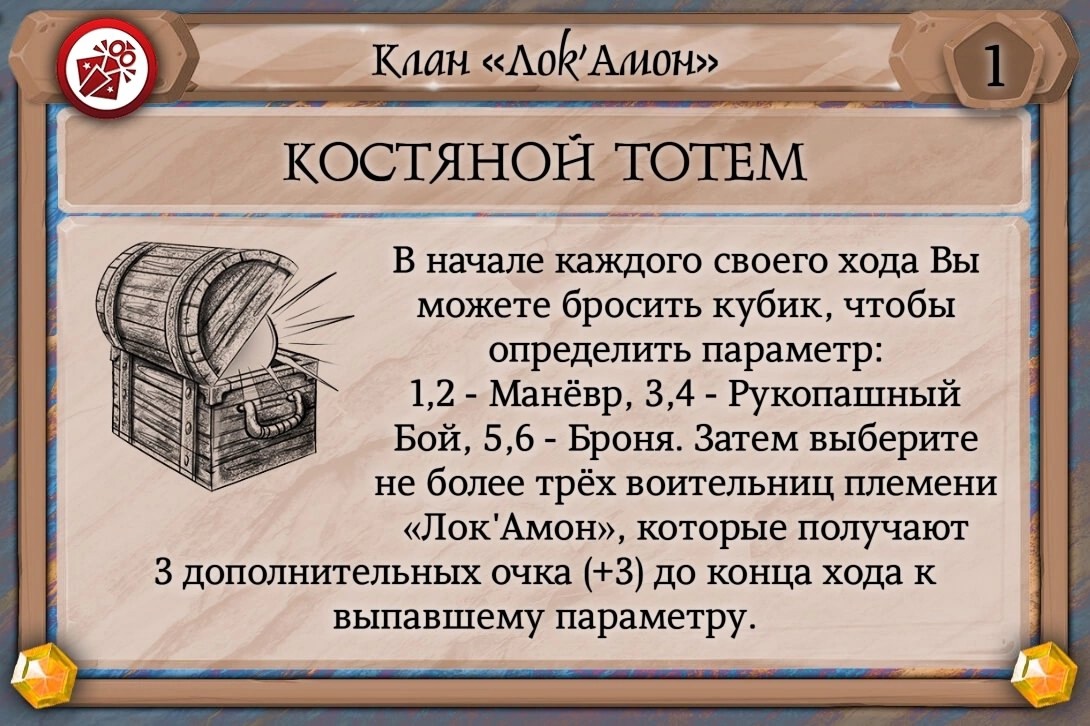 Клан «Лок'Амон»
1
КОСТЯНОЙ ТОТЕМ
В начале каждого своего хода Вы
можете бросить кубик, чтобы
определить параметр:
1,2 - Манёвр, 3,4 - Рукопашный
Бой, 5,6 - Броня. Затем выберите
не более трёх воительниц племени
«Лок'Амон», которые получают
3 дополнительных очка (+3) до конца хода к
выпавшему параметру.